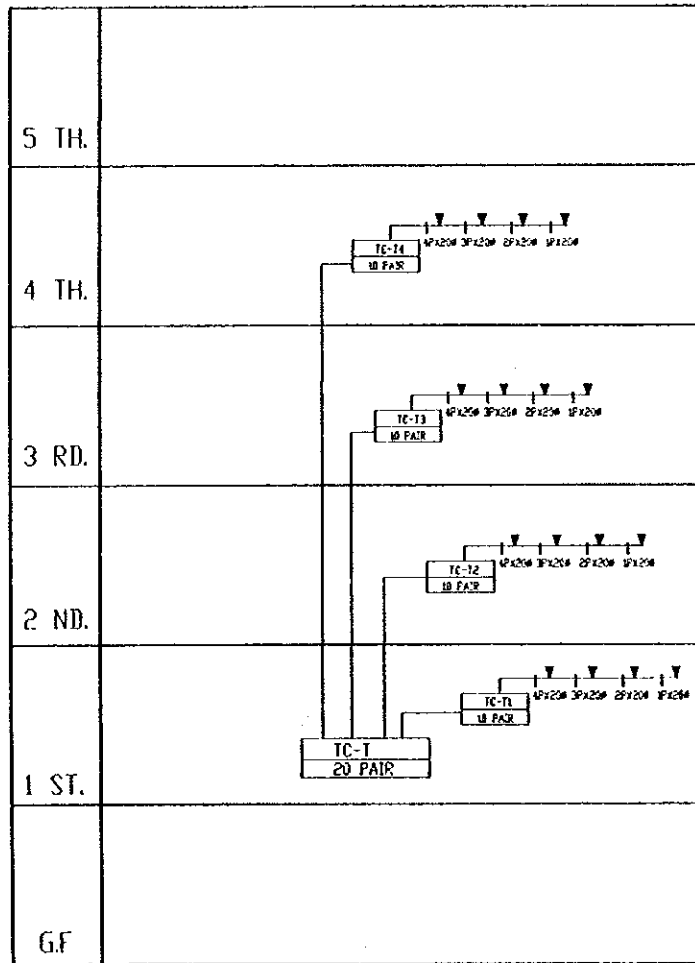 5 TH.
TC-T4
10 PAIR
4PX20# 3PX20# 2PX20# 1PX20#
4 TH.
TC-T3
10 PAIR
4PX20# 3PX20# 2PX20# 1PX20#
3 RD.
TC-T2
10 PAIR
4PX20# 3PX20# 2PX20# 1PX20#
2 ND.
TC-T1
10 PAIR
4PX20# 3PX20# 2PX20# 1PX20#
TC-T
20 PAIR
1 ST.
G.F